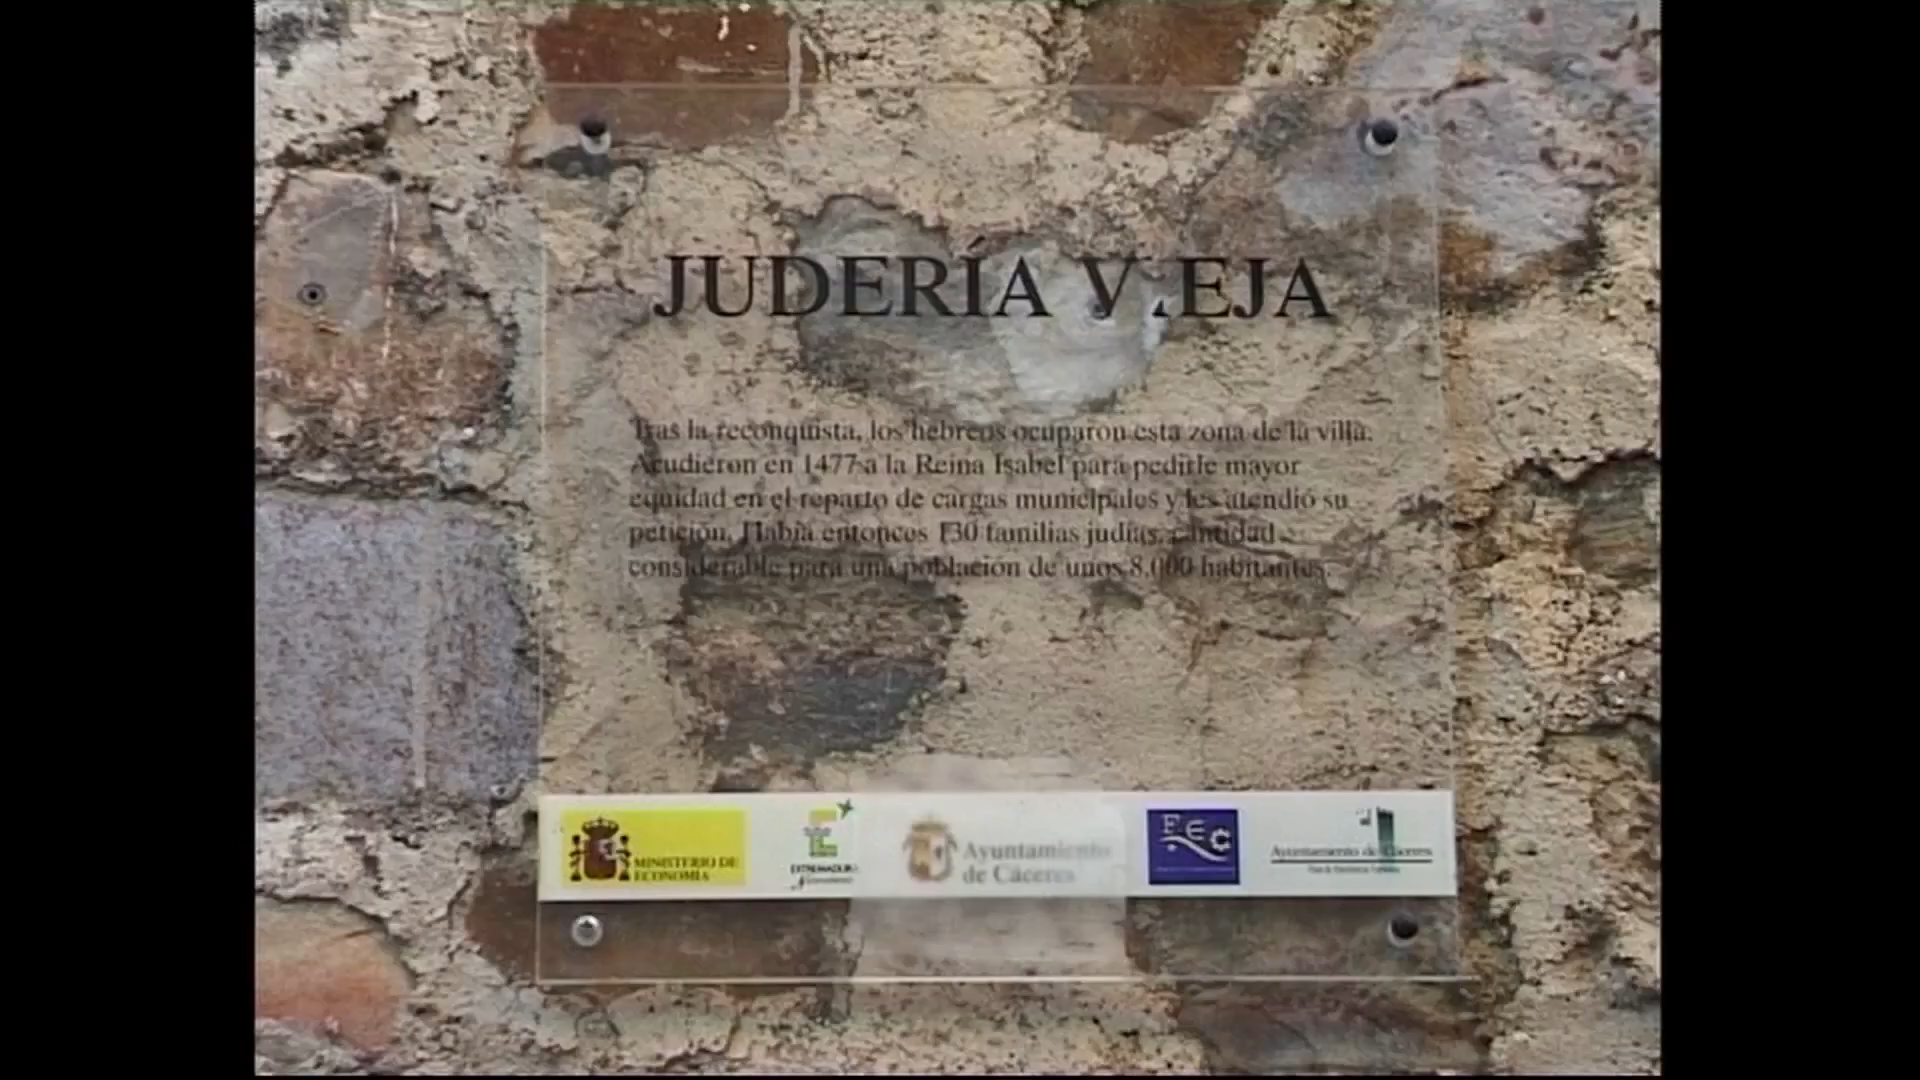 JUDERÍA VIEJA
Tras la reconquista, los hebreos ocuparon esta zona de la villa.
Acudieron en 1477 a la Reina Isabel para pedirle mayor
equidad en el reparto de cargas municipales y les atendió su
petición. Había entonces 130 familias judías, cantidad
considerable para una población de unos 8.000 habitantes.
MINISTERIO DE
ECONOMÍA
EXTREMADURA
Ayuntamiento
de Cáceres
Ayuntamiento de Cáceres